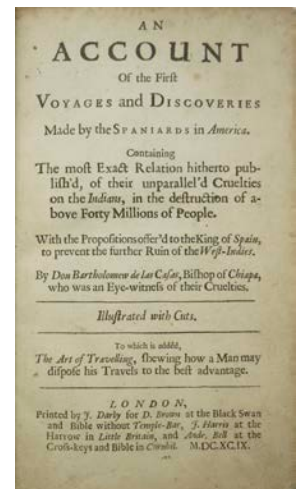 AN
ACCOUNT
Of the Firſt
VOYAGES and DISCOVERIES
Made by the SPANIARDS in America.
Containing
The moſt Exact Relation hitherto pub-
liſh'd, of their unparallel'd Cruelties
on the Indians, in the deſtruction of a-
bove Forty Millions of People.
With the Propoſitions offer'd to the King of Spain,
to prevent the further Ruin of the Weſt-Indies.
By Don Bartholomew de las Caſas, Biſhop of Chiapa,
who was an Eye-witneſs of their Cruelties.
Illuſtrated with Cuts.
To which is added,
The Art of Travelling, ſhewing how a Man may
diſpoſe his Travels to the beſt advantage.
LONDON,
Printed by J. Darby for D. Brown at the Black Swan
and Bible without Temple-Bar, J. Harris at the
Harrow in Little Britain, and Andr. Bell at the
Croſs-keys and Bible in Cornhil. M.DC.XC.IX.